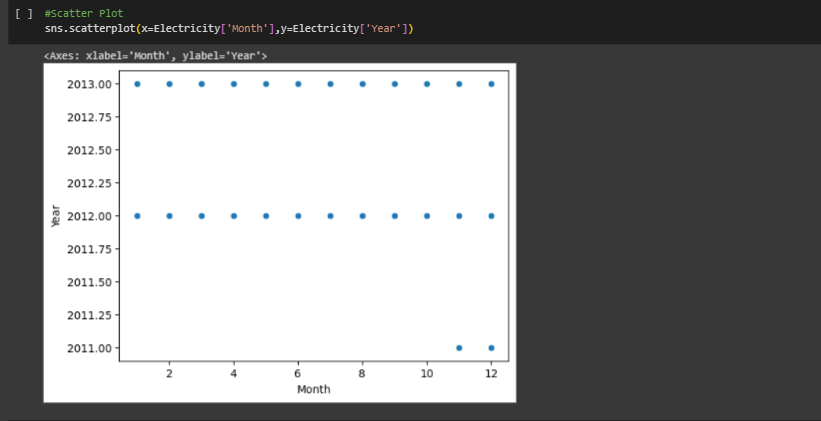 [ ] #Scatter Plot
sns.scatterplot(x=Electricity['Month'],y=Electricity['Year'])
<Axes: xlabel='Month', ylabel='Year'>
2013.00
2012.75
2012.50
2012.25
2012.00
2011.75
2011.50
2011.25
2011.00
Year
2 4 6 8 10 12
Month